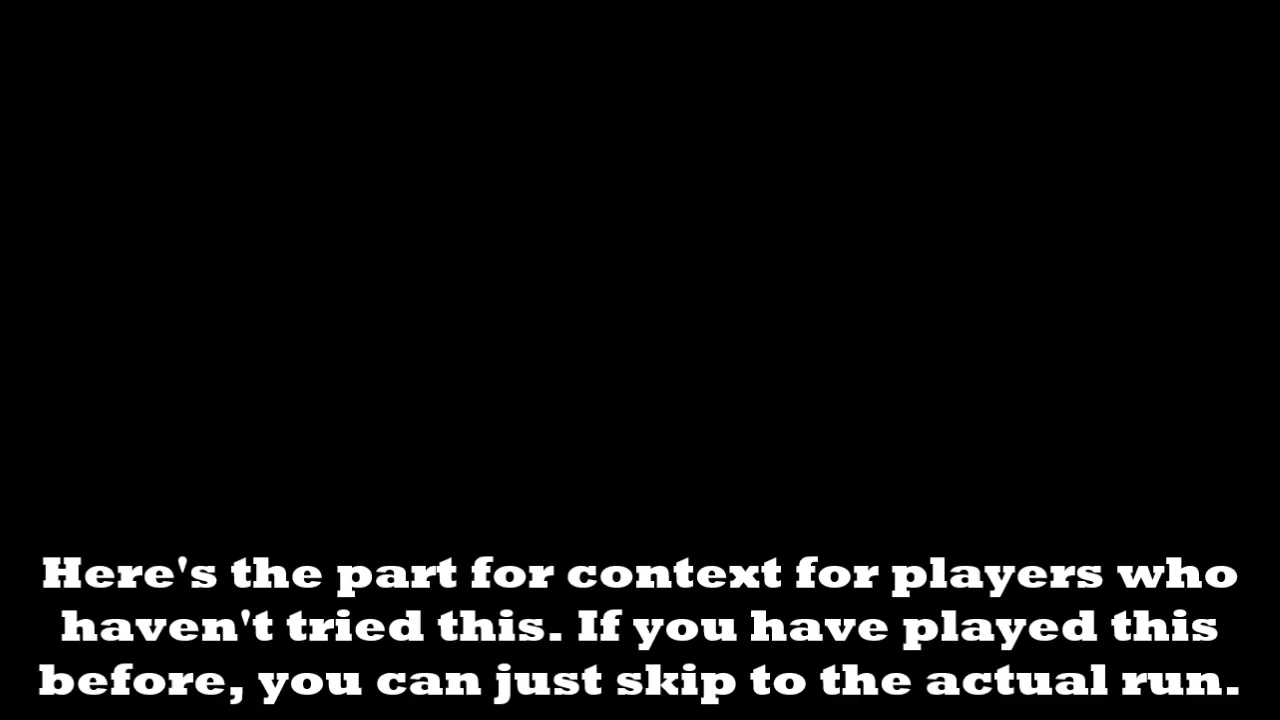 Here's the part for context for players who
haven't tried this. If you have played this
before, you can just skip to the actual run.